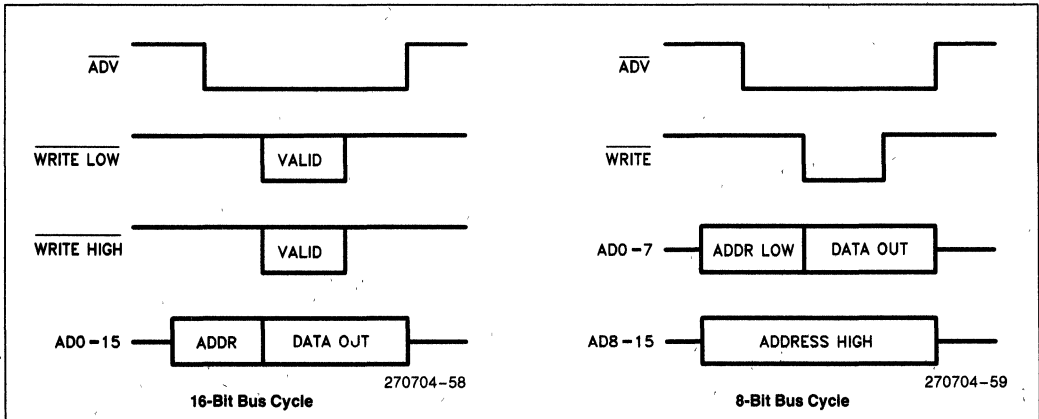 ADV
WRITE LOW
VALID
WRITE HIGH
VALID
AD0-15
ADDR
DATA OJT
270704-58
16-Bit Bus Cycle
ADV
WRITE
AD0-7
ADDR LOW
DATA OUT
AD8-15
ADDRESS HIGH
270704-59
8-Bit Bus Cycle